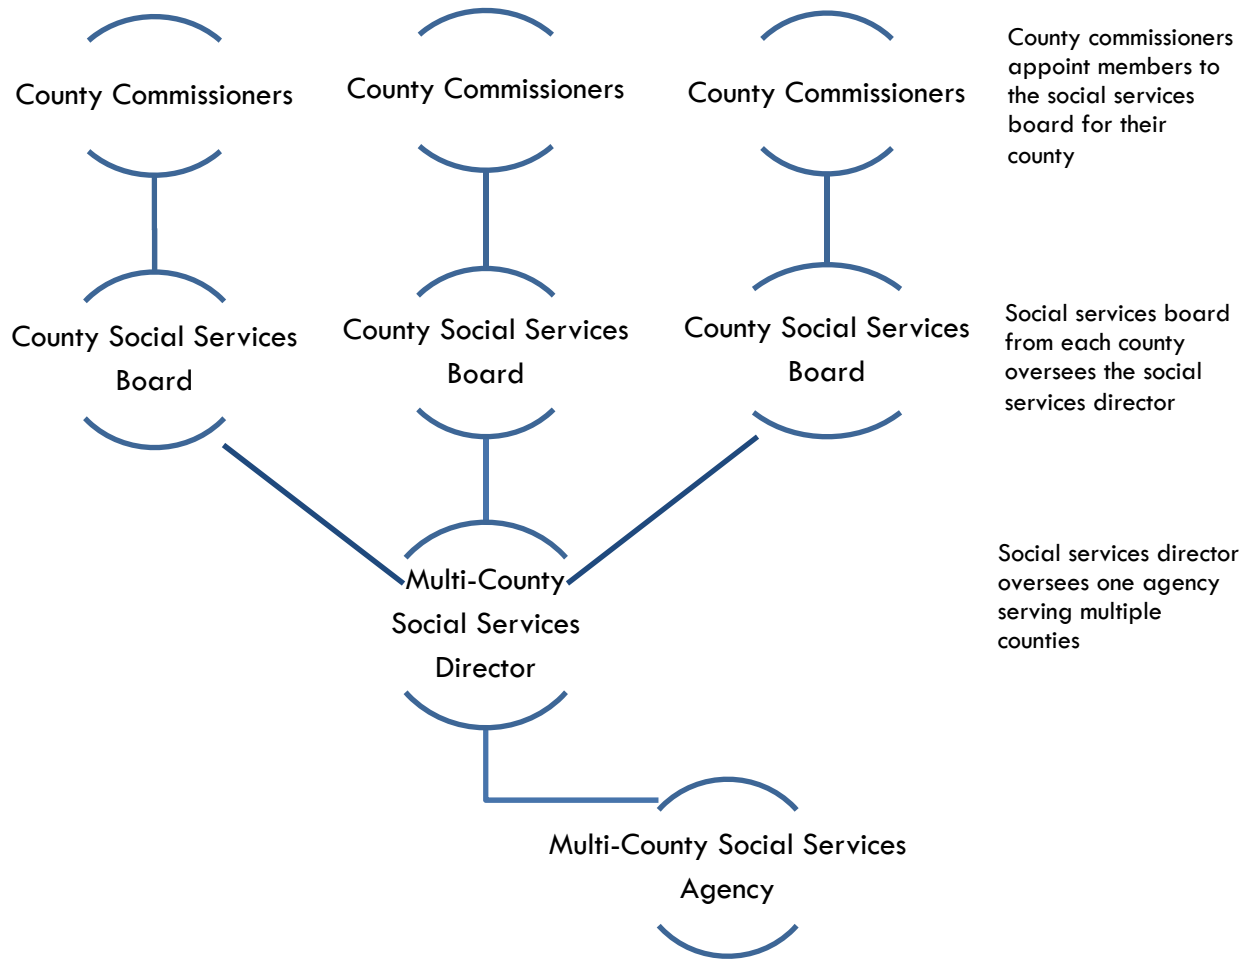 County Commissioners
County Commissioners
County Commissioners
County commissioners
appoint members to
the social services
board for their
county
County Social Services
Board
County Social Services
Board
County Social Services
Board
Social services board
from each county
oversees the social
services director
Multi-County
Social Services
Director
Social services director
oversees one agency
serving multiple
counties
Multi-County Social Services
Agency